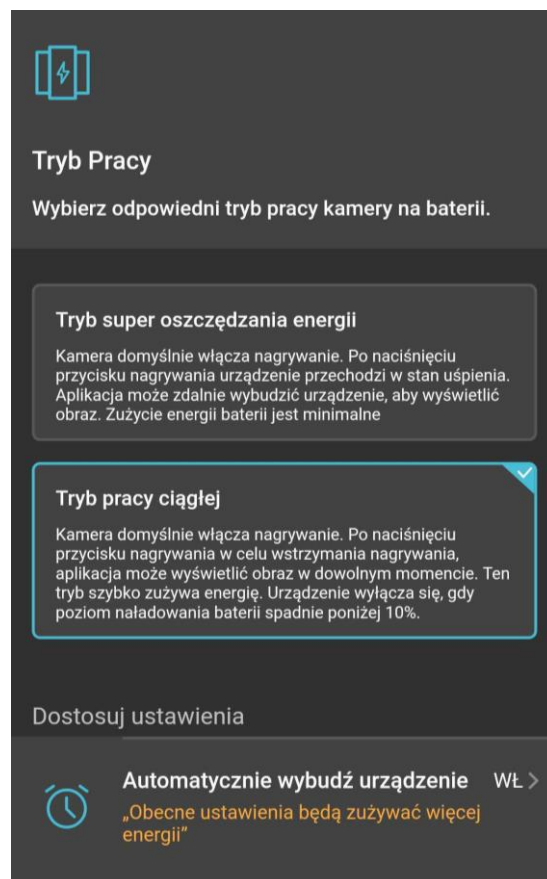 Tryb Pracy
Wybierz odpowiedni tryb pracy kamery na baterii.
Tryb super oszczędzania energii
Kamera domyślnie włącza nagrywanie. Po naciśnięciu
przycisku nagrywania urządzenie przechodzi w stan uśpienia.
Aplikacja może zdalnie wybudzić urządzenie, aby wyświetlić
obraz. Zużycie energii baterii jest minimalne
Tryb pracy ciągłej
Kamera domyślnie włącza nagrywanie. Po naciśnięciu
przycisku nagrywania w celu wstrzymania nagrywania,
aplikacja może wyświetlić obraz w dowolnym momencie. Ten
tryb szybko zużywa energię. Urządzenie wyłącza się, gdy
poziom naładowania baterii spadnie poniżej 10%.
Dostosuj ustawienia
Automatycznie wybudź urządzenie WŁ >
„Obecne ustawienia będą zużywać więcej
energii”